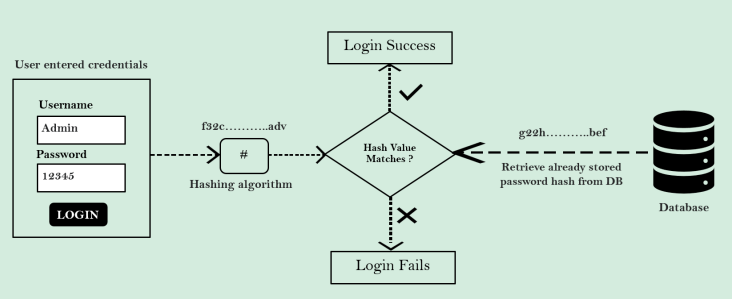 Login Success
User entered credentials
Username
Admin
Password
12345
LOGIN
f32c..........adv
#
Hashing algorithm
Hash Value
Matches ?
g22h...........bef
Retrieve already stored
password hash from DB
Database
Login Fails